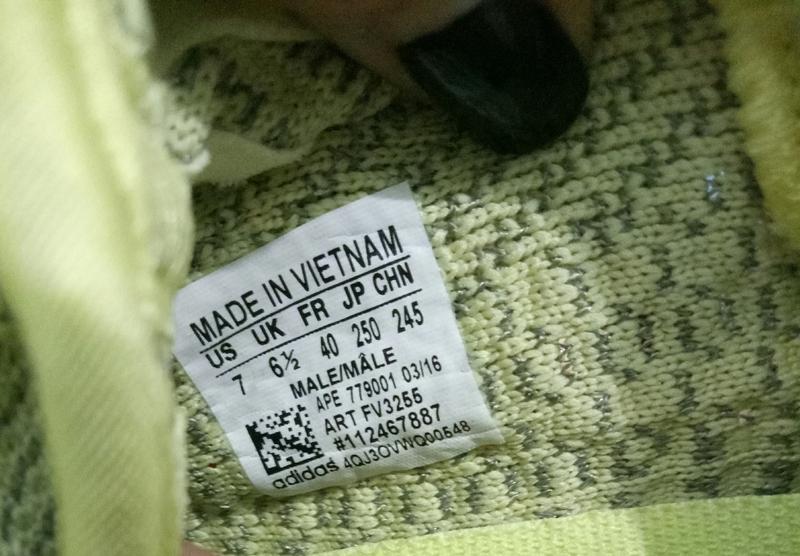 MADE IN VIETNAM
US UK FR JP CHN
7 6½ 40 250 245
MALE/MÂLE
APE 779001 03/16
ART FV3255
#112467887
adidas 4QJ3OVWQ00548